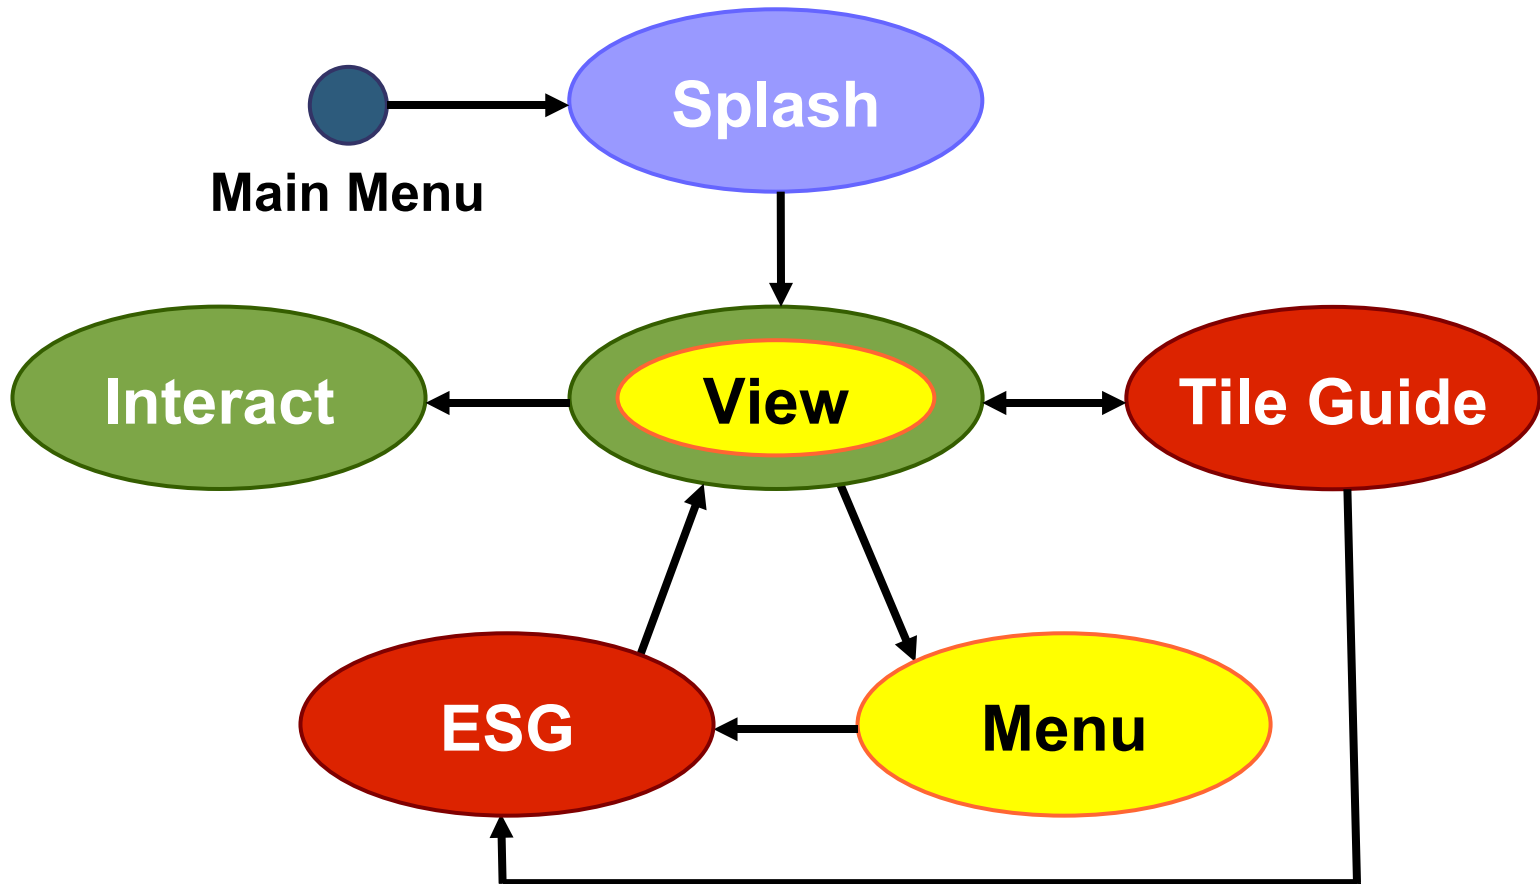 Splash
Main Menu
Interact
View
Tile Guide
ESG
Menu